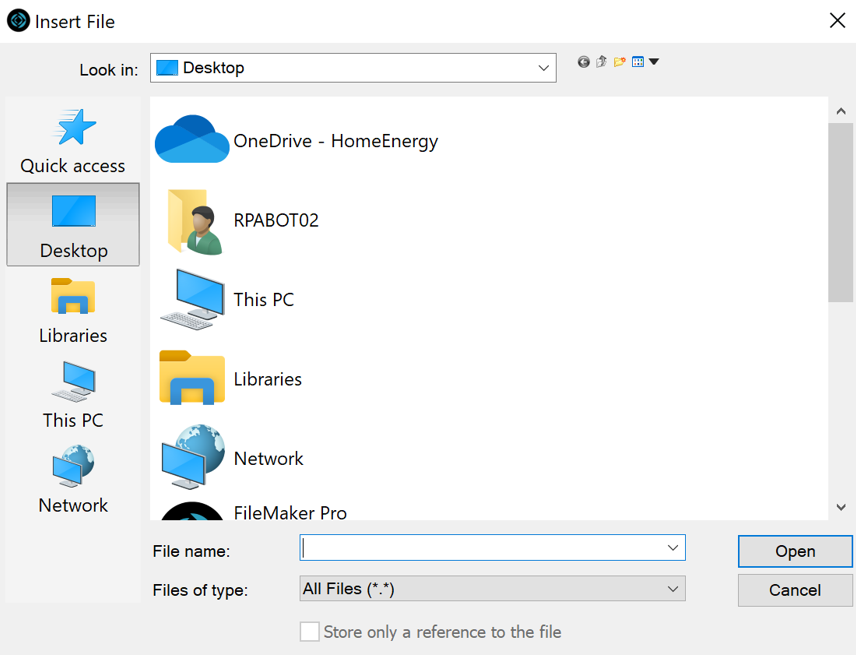 Insert File
Look in:
Desktop
Quick access
Desktop
Libraries
This PC
Network
OneDrive - HomeEnergy
RPABOT02
This PC
Libraries
Network
FileMaker Pro
File name:
Open
Files of type:
All Files (*.*)
Cancel
Store only a reference to the file